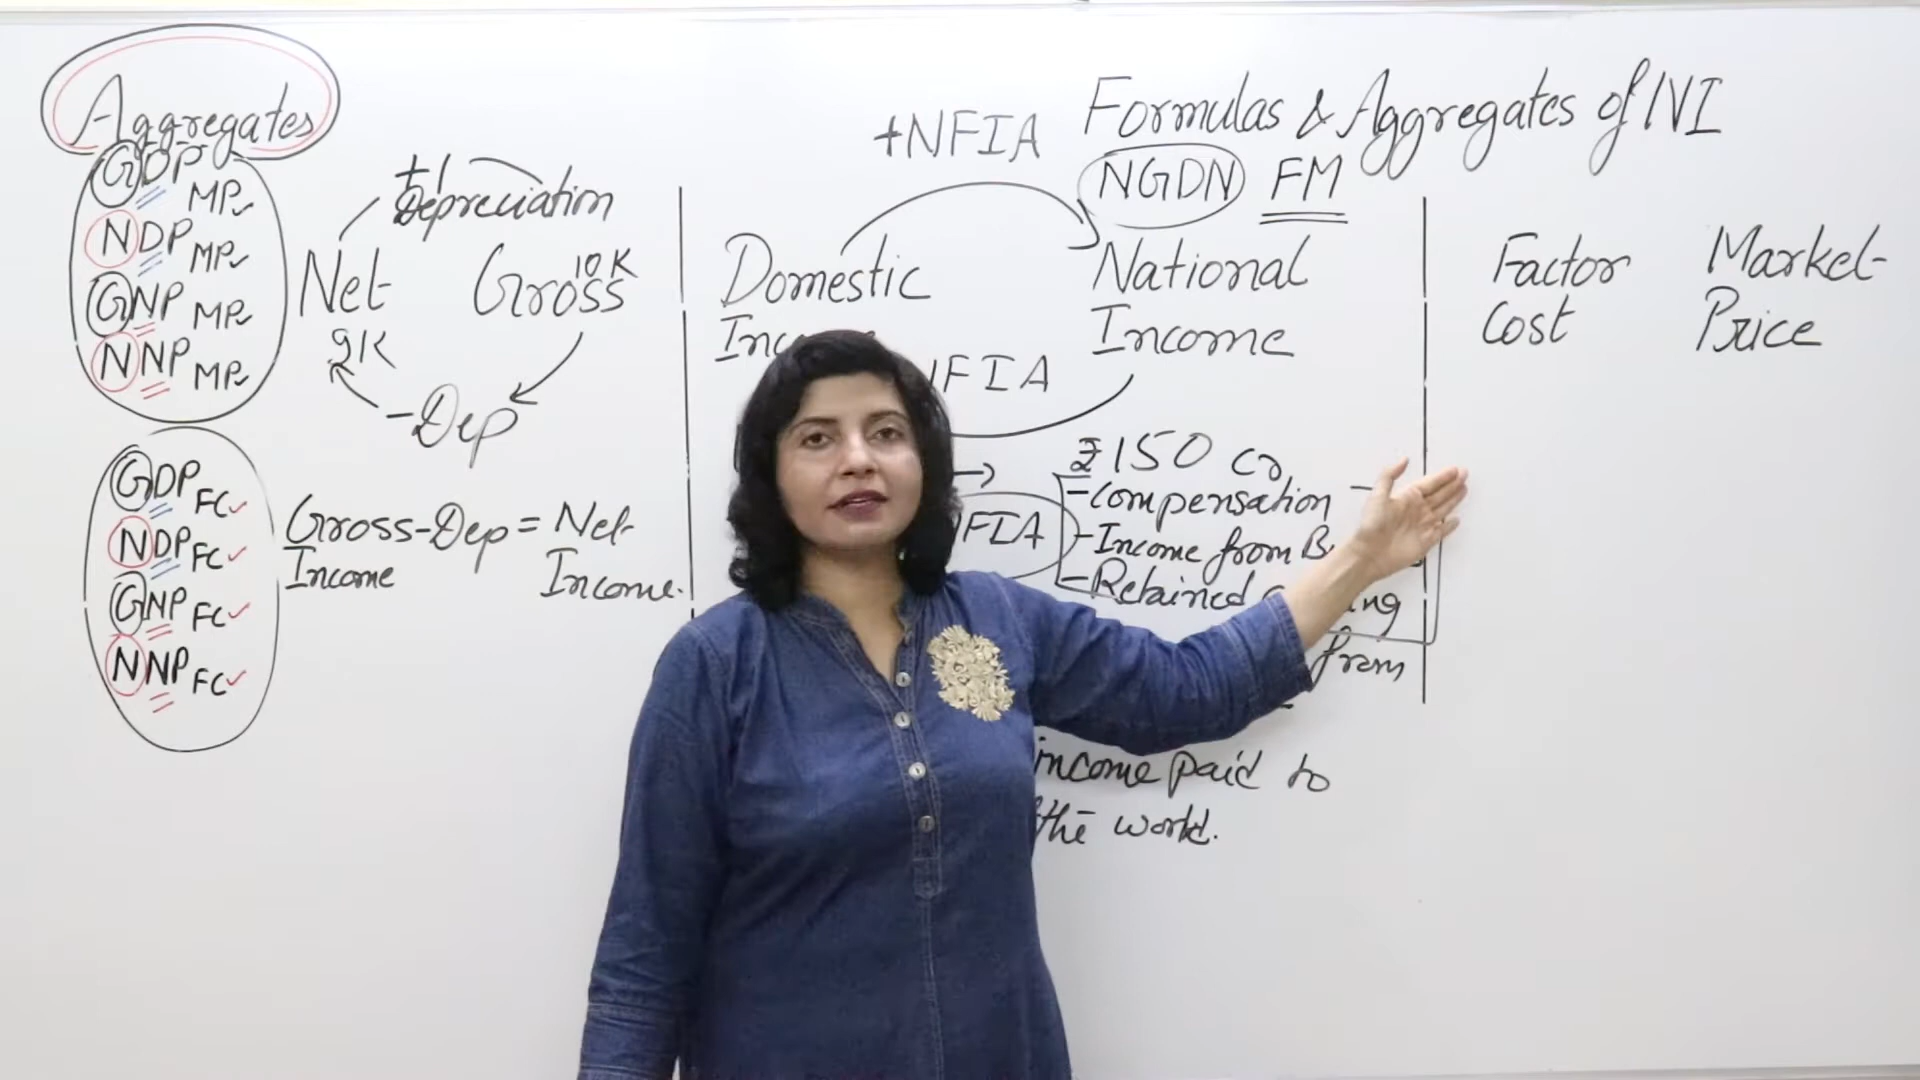 Aggregates
GDP MP
NDP MP
GNP MP
NNP MP
GDP FC
NDP FC
GNP FC
NNP FC
+
Depreciation
Net Gross
10K
9K
-Dep
Gross-Dep = Net
Income Income.
Formulas & Aggregates of NI
+NFIA
NGDN FM
Domestic National
Income
FIA
₹150 Cr
-Compensation
FIA
-Income from
-Retained
from
income paid to
the world.
Factor Market
Cost Price